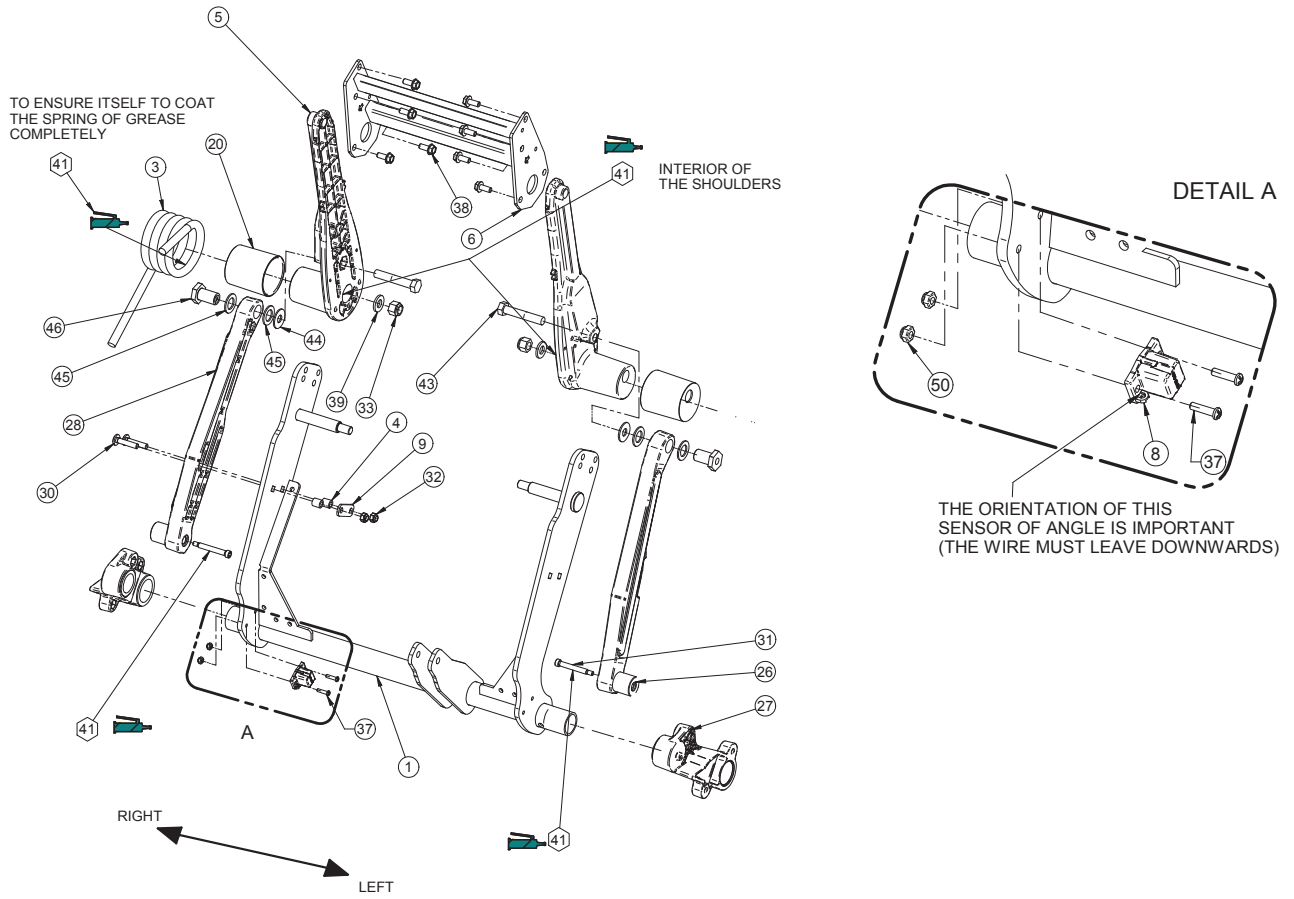 5
TO ENSURE ITSELF TO COAT
THE SPRING OF GREASE
COMPLETELY
41
3
20
38
6
41
INTERIOR OF
THE SHOULDERS
DETAIL A
46
45
45
44
39
33
43
28
30
4
9
32
50
8
37
THE ORIENTATION OF THIS
SENSOR OF ANGLE IS IMPORTANT
(THE WIRE MUST LEAVE DOWNWARDS)
31
26
27
41
A
37
1
41
RIGHT
LEFT